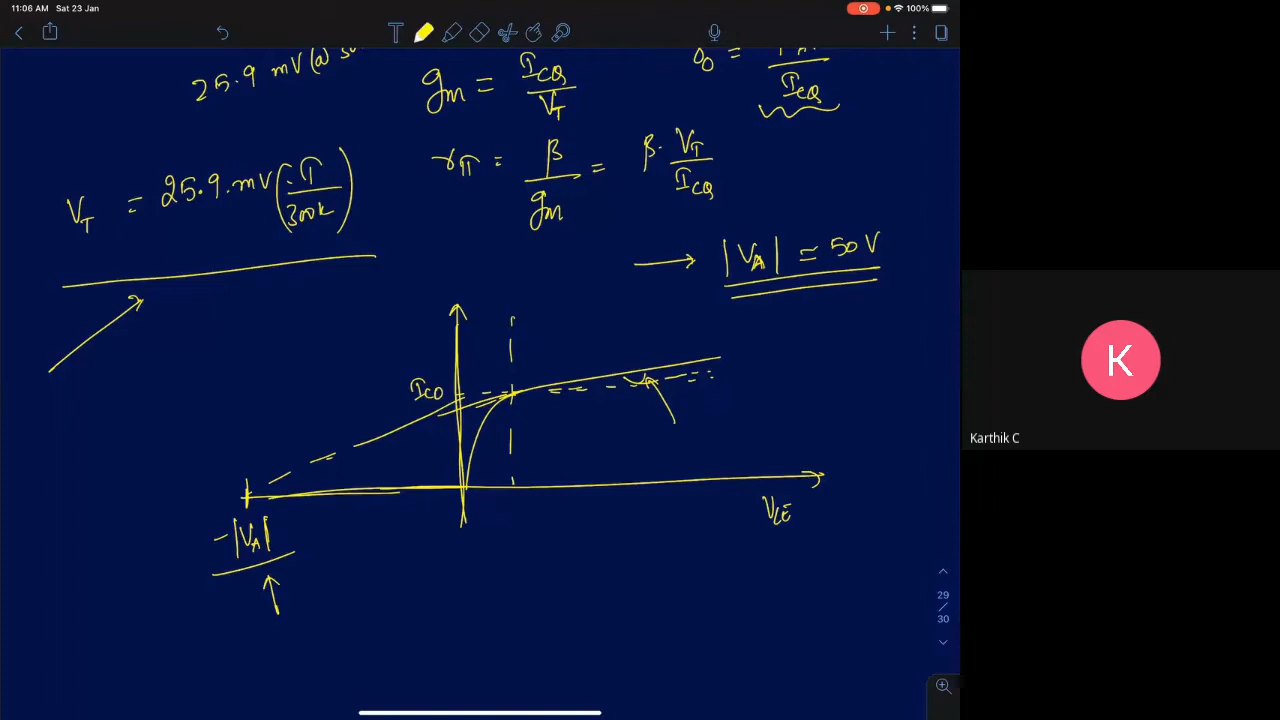 11:06 AM Sat 23 Jan
100%
25.9 mV (@
gm = ICQ / VT
ro = |VA| / ICQ
rπ = β / gm = β · VT / ICQ
VT = 25.9 mV (T / 300K)
→ |VA| = 50V
ICO
VCE
-|VA|
29
/
30
K
Karthik C